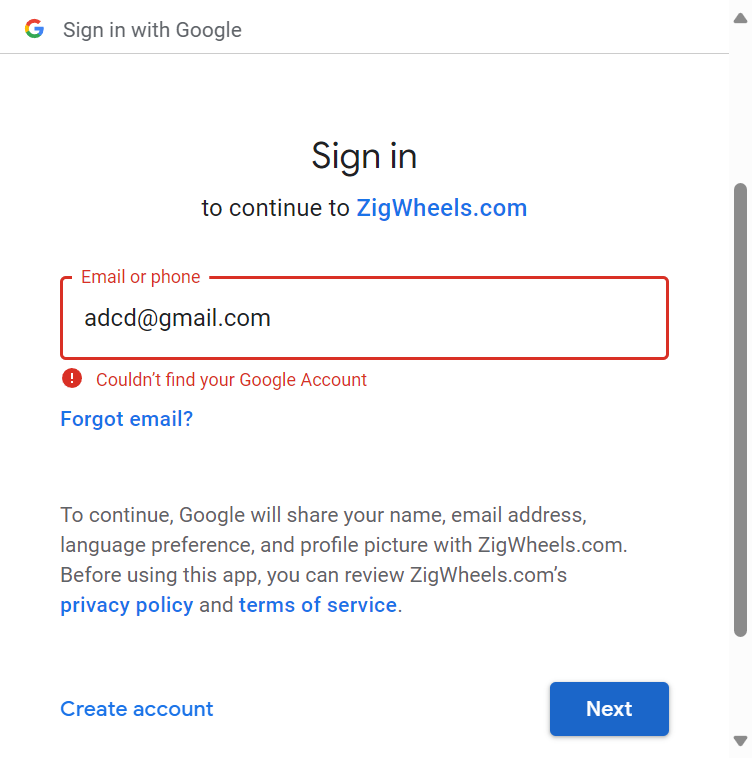 Sign in with Google
Sign in
to continue to ZigWheels.com
Email or phone
adcd@gmail.com
Couldn't find your Google Account
Forgot email?
To continue, Google will share your name, email address,
language preference, and profile picture with ZigWheels.com.
Before using this app, you can review ZigWheels.com's
privacy policy and terms of service.
Create account
Next